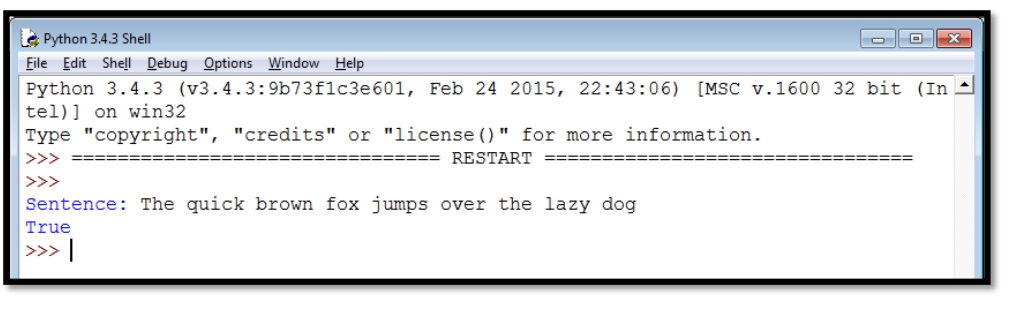 Python 3.4.3 Shell
File Edit Shell Debug Options Window Help
Python 3.4.3 (v3.4.3:9b73f1c3e601, Feb 24 2015, 22:43:06) [MSC v.1600 32 bit (In
tel)] on win32
Type "copyright", "credits" or "license()" for more information.
>>> ================================ RESTART ================================
>>>
Sentence: The quick brown fox jumps over the lazy dog
True
>>>